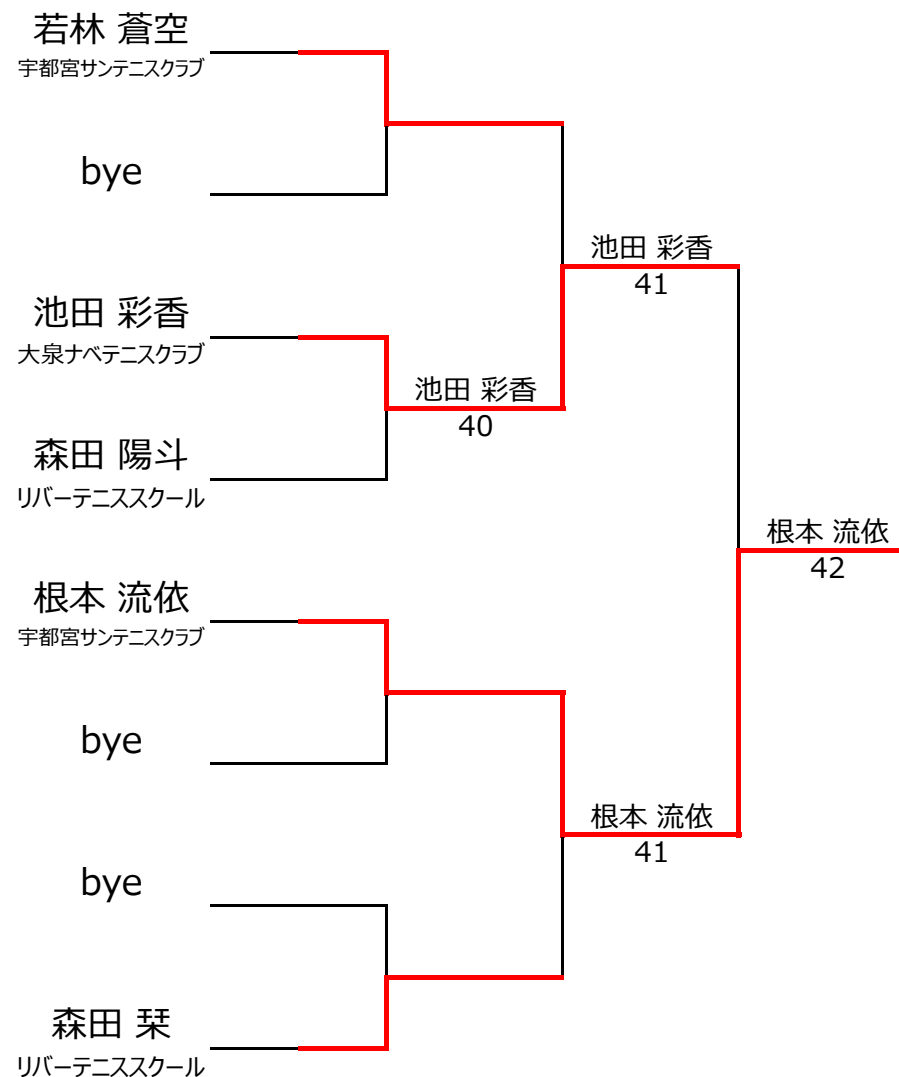 若林 蒼空
宇都宮サンテニスクラブ
bye
池田 彩香
41
池田 彩香
大泉ナベテニスクラブ
池田 彩香
40
森田 陽斗
リバーテニススクール
根本 流依
42
根本 流依
宇都宮サンテニスクラブ
bye
根本 流依
41
bye
森田 栞
リバーテニススクール